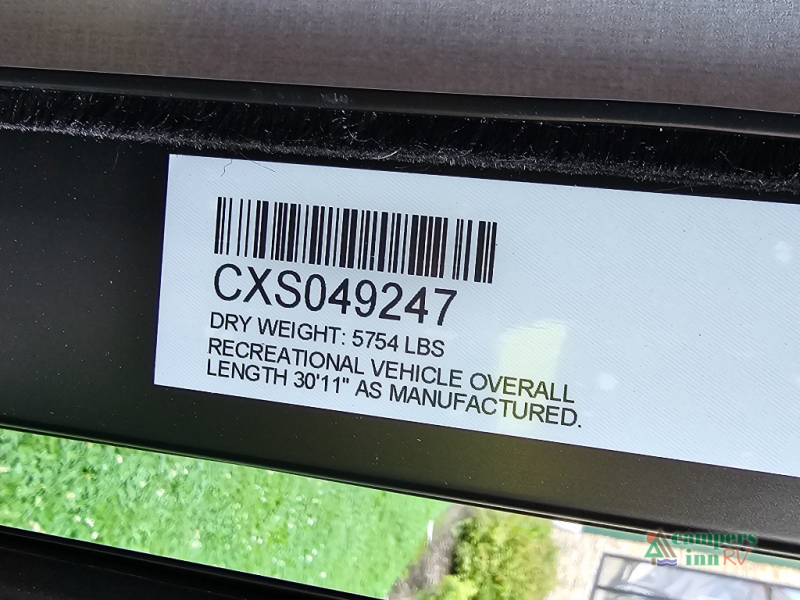 CXS049247
DRY WEIGHT: 5754 LBS
RECREATIONAL VEHICLE OVERALL
LENGTH 30'11" AS MANUFACTURED.
campers
inn RV